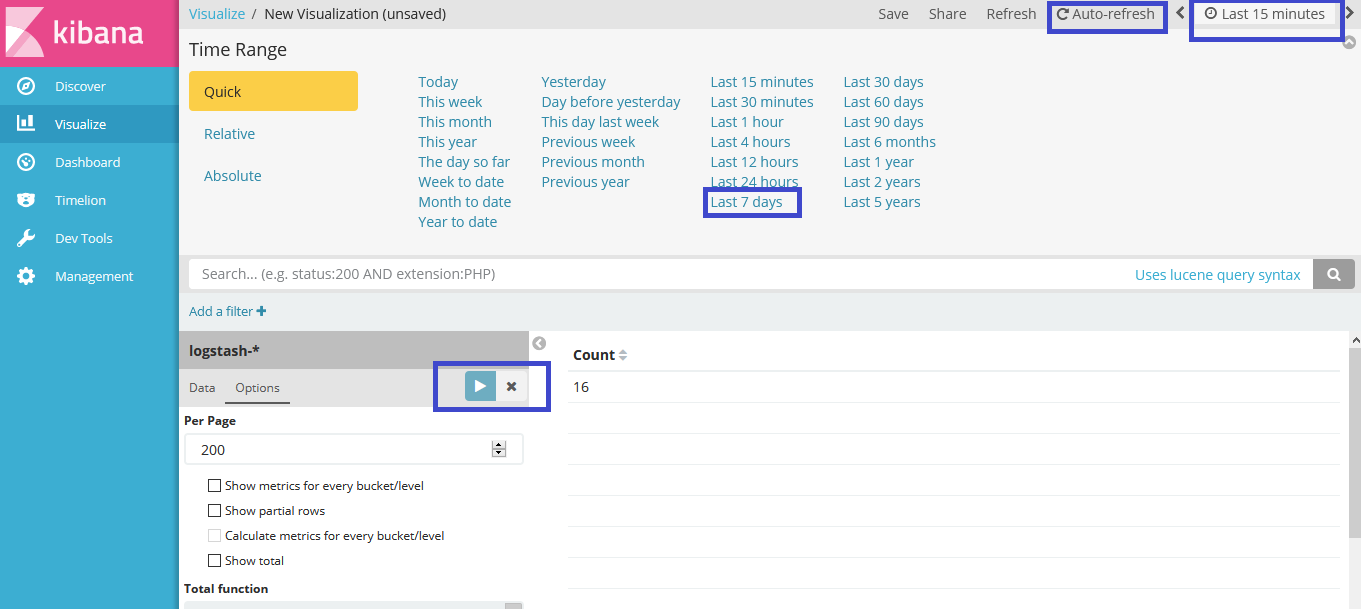 kibana
Discover
Visualize
Dashboard
Timelion
Dev Tools
Management
Visualize / New Visualization (unsaved)
Save Share Refresh Auto-refresh Last 15 minutes
Time Range
Quick
Relative
Absolute
Today
This week
This month
This year
The day so far
Week to date
Month to date
Year to date
Yesterday
Day before yesterday
This day last week
Previous week
Previous month
Previous year
Last 15 minutes
Last 30 minutes
Last 1 hour
Last 4 hours
Last 12 hours
Last 24 hours
Last 7 days
Last 30 days
Last 60 days
Last 90 days
Last 6 months
Last 1 year
Last 2 years
Last 5 years
Search... (e.g. status:200 AND extension:PHP) Uses lucene query syntax
Add a filter +
logstash-*
Data Options
Per Page
200
Show metrics for every bucket/level
Show partial rows
Calculate metrics for every bucket/level
Show total
Total function
Count
16